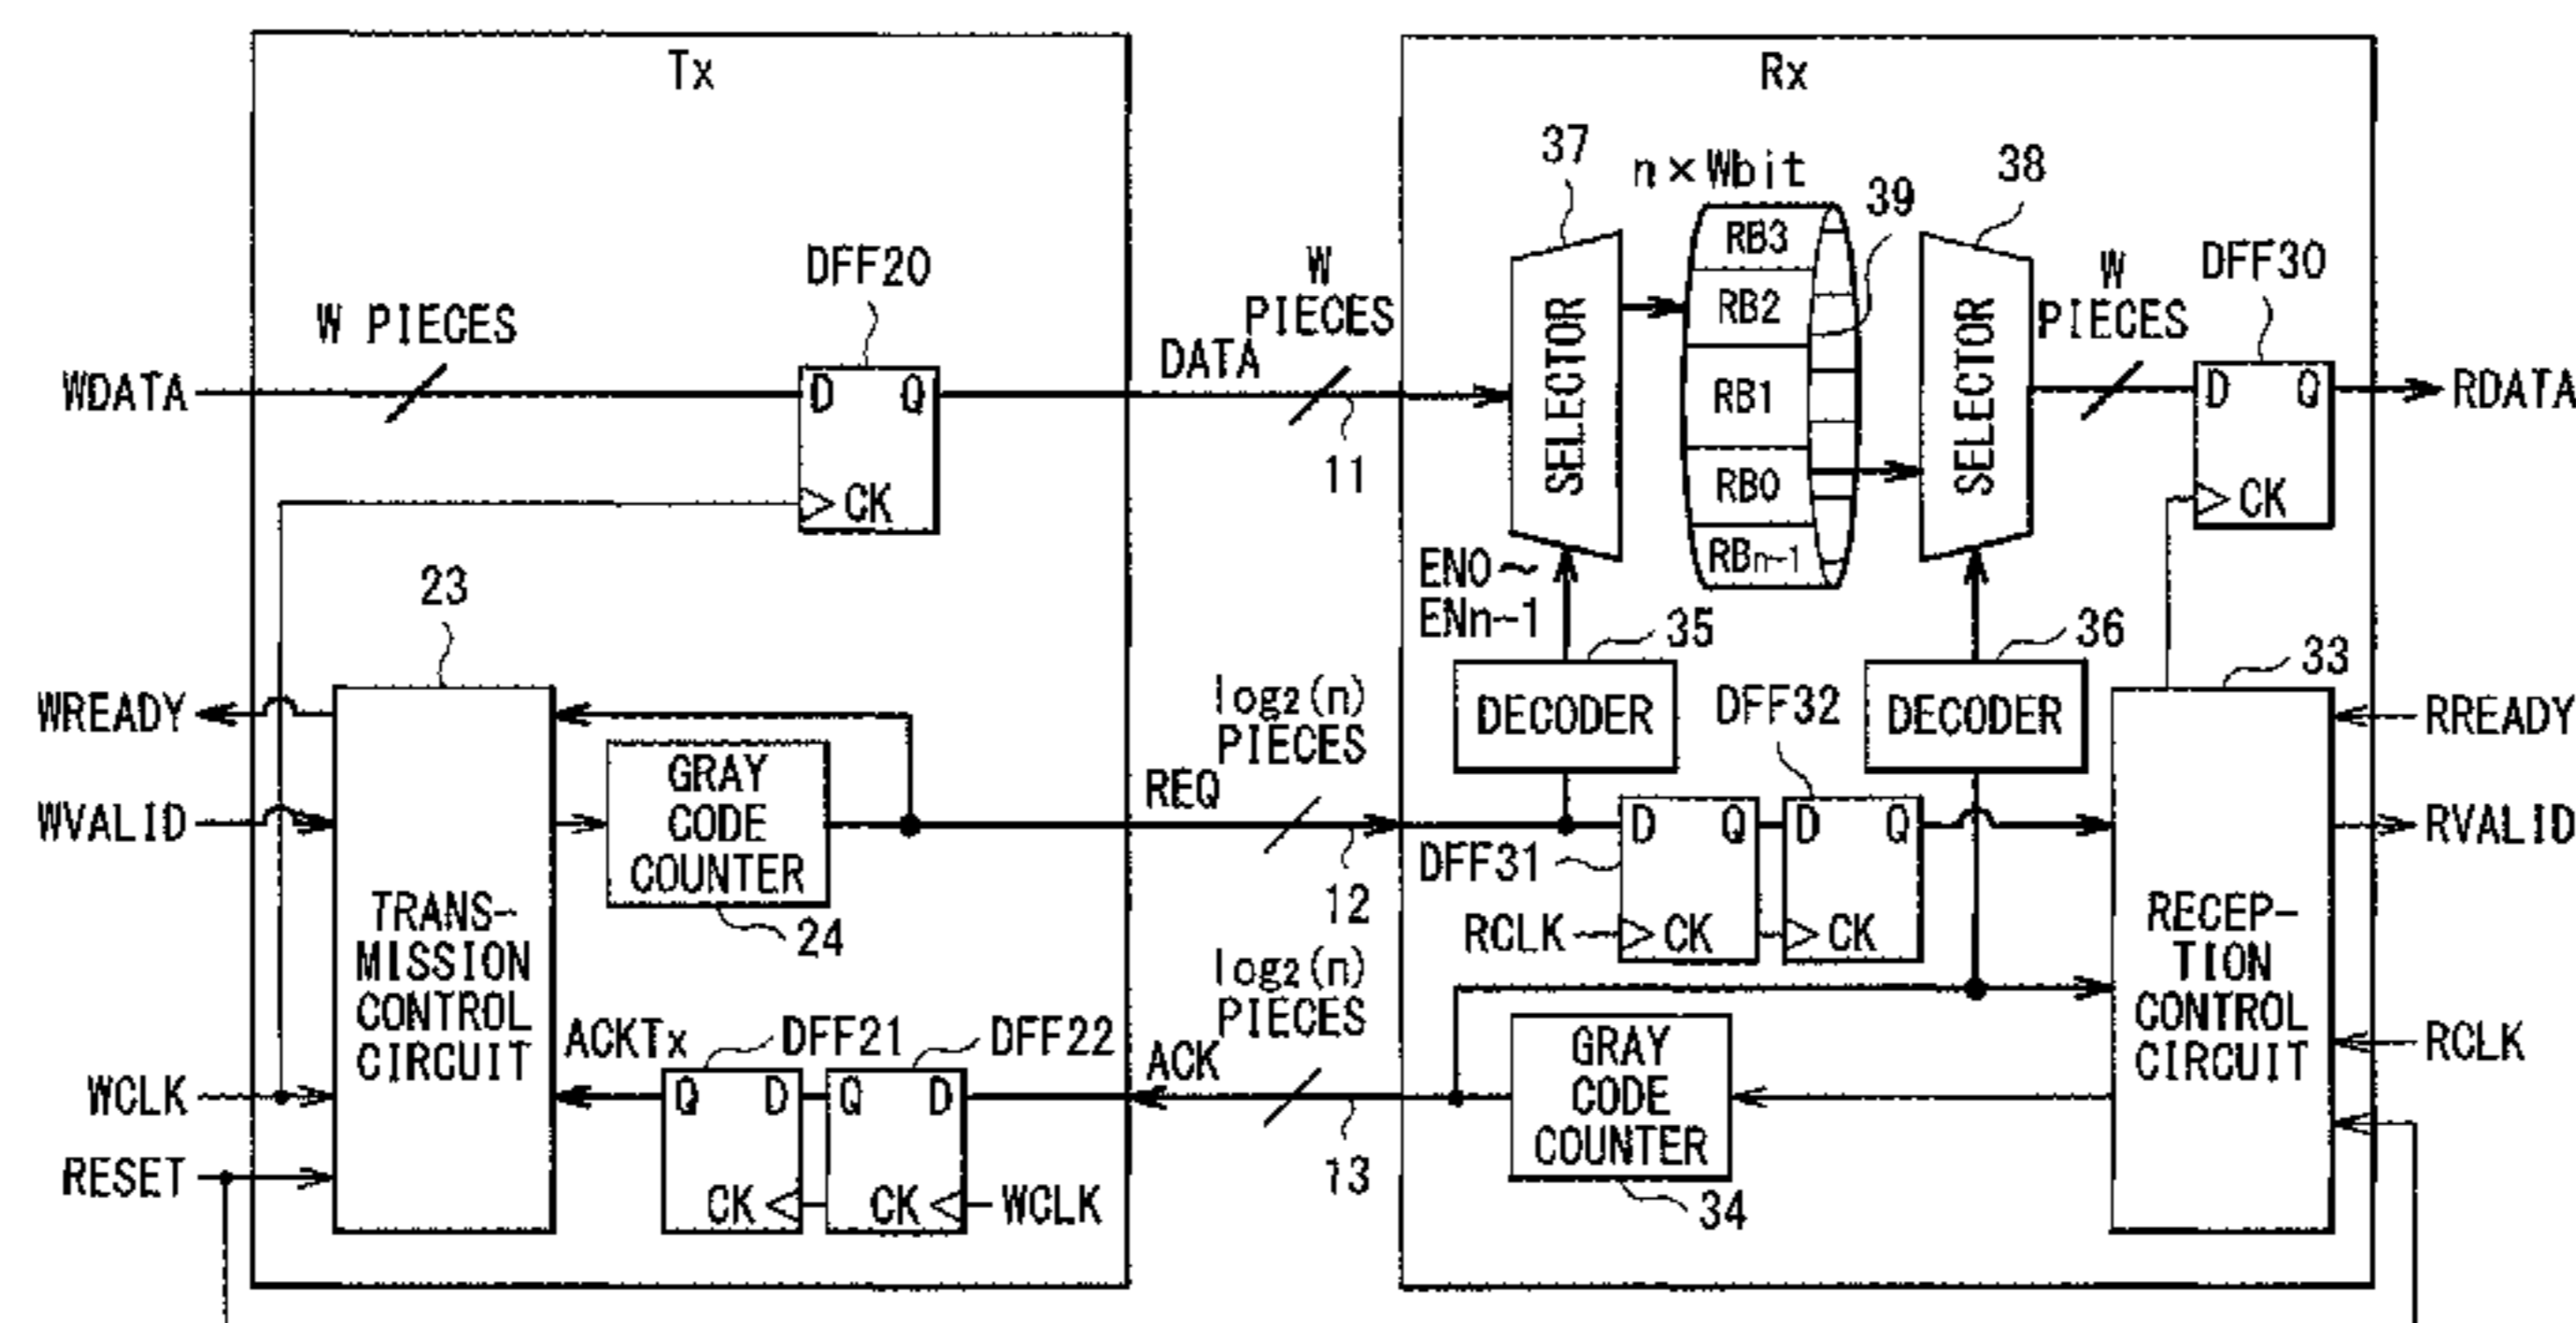 Tx
Rx
37
n×Wbit
39
38
DFF20
W PIECES
W
PIECES
DATA
11
SELECTOR
RB3
RB2
RB1
RB0
RBn-1
SELECTOR
W
PIECES
DFF30
WDATA
D Q
CK
D Q
CK
RDATA
EN0~
ENn-1
35
36
33
23
DECODER
DFF32
DECODER
WREADY
WVALID
WCLK
RESET
TRANS-
MISSION
CONTROL
CIRCUIT
GRAY
CODE
COUNTER
24
log2(n)
PIECES
REQ
12
DFF31
D Q
CK
D Q
CK
RCLK
RREADY
RVALID
RCLK
RECEP-
TION
CONTROL
CIRCUIT
ACKTx
DFF21
DFF22
Q D
CK
Q D
CK
WCLK
log2(n)
PIECES
ACK
13
GRAY
CODE
COUNTER
34